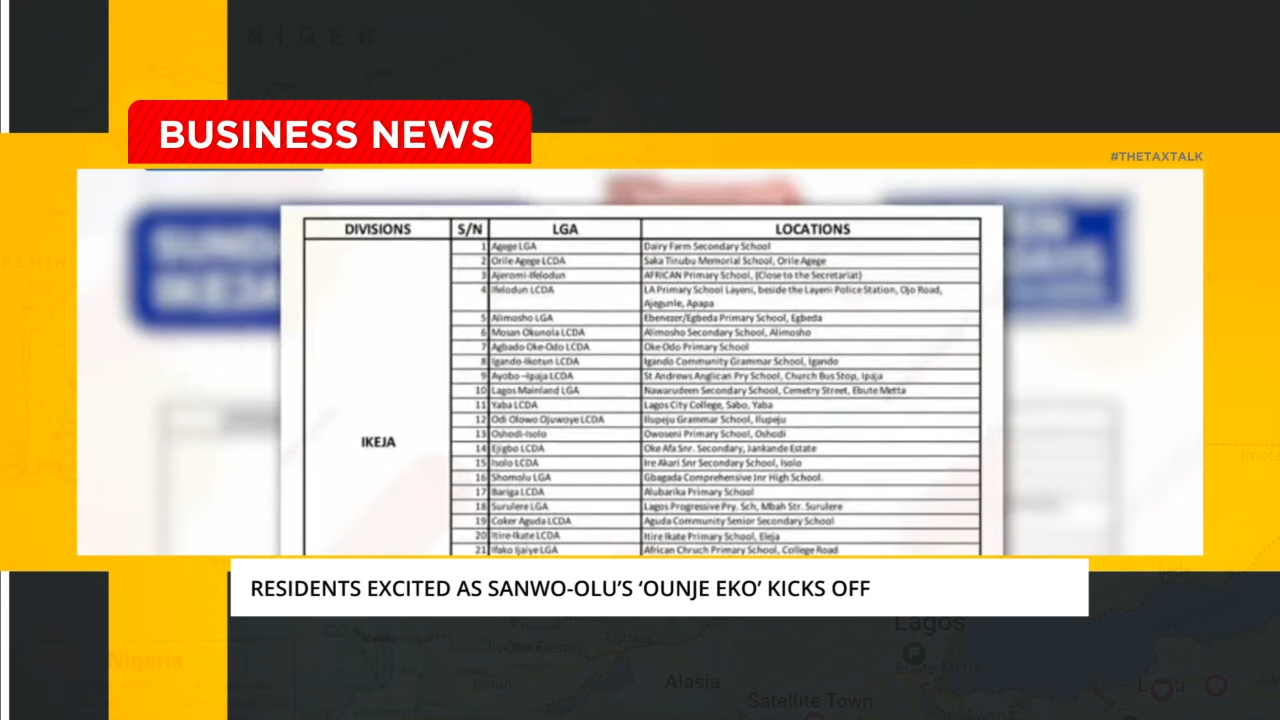 NIGER
BUSINESS NEWS
#THETAXTALK
DIVISIONS S/N LGA LOCATIONS
1 Agege LGA Dairy Farm Secondary School
2 Orile Agege LCDA Saka Tinubu Memorial School, Orile Agege
3 Ajeromi-Ifelodun AFRICAN Primary School, (Close to the Secretariat)
4 Ifelodun LCDA LA Primary School Layeni, beside the Layeni Police Station, Ojo Road,
Ajegunle, Apapa
5 Alimosho LGA Ebenezer/Egbeda Primary School, Egbeda
6 Mosan Okunola LCDA Alimosho Secondary School, Alimosho
7 Agbado Oke-Odo LCDA Oke-Odo Primary School
8 Igando-Ikotun LCDA Igando Community Grammar School, Igando
9 Ayobo –Ipaja LCDA St Andrews Anglican Pry School, Church Bus Stop, Ipaja
10 Lagos Mainland LGA Nawarudeen Secondary School, Cemetry Street, Ebute Metta
11 Yaba LCDA Lagos City College, Sabo, Yaba
12 Odi Olowo Ojuwoye LCDA Ilupeju Grammar School, Ilupeju
13 Oshodi-Isolo Owoseni Primary School, Oshodi
IKEJA
14 Ejigbo LCDA Oke Afa Snr. Secondary, Jankande Estate
15 Isolo LCDA Ire Akari Snr Secondary School, Isolo
16 Shomolu LGA Gbagada Comprehensive Jnr High School.
17 Bariga LCDA Alubarika Primary School
18 Surulere LGA Lagos Progressive Pry. Sch, Mbah Str. Surulere
19 Coker Aguda LCDA Aguda Community Senior Secondary School
20 Itire-Ikate LCDA Itire Ikate Primary School, Eleja
21 Ifako Ijaiye LGA African Chruch Primary School, College Road
RESIDENTS EXCITED AS SANWO-OLU'S ‘OUNJE EKO’ KICKS OFF
Lagos
Nigeria
Alasia
Satellite Town